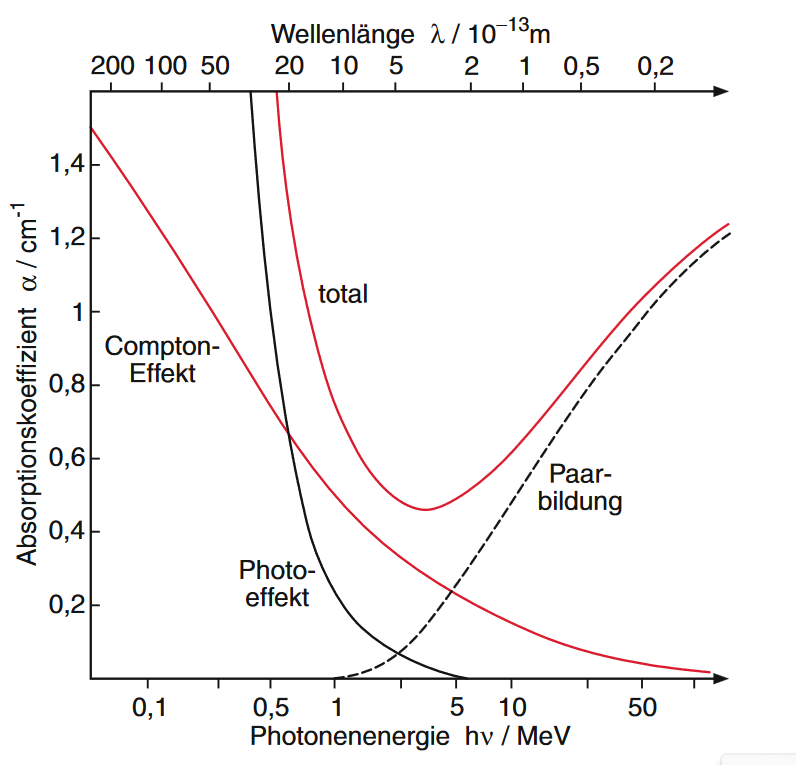 Wellenlänge λ / 10⁻¹³m
200 100 50 20 10 5 2 1 0,5 0,2
Absorptionskoeffizient α / cm⁻¹
1,4
1,2
1
0,8
0,6
0,4
0,2
total
Compton-
Effekt
Paar-
bildung
Photo-
effekt
0,1 0,5 1 5 10 50
Photonenenergie hν / MeV